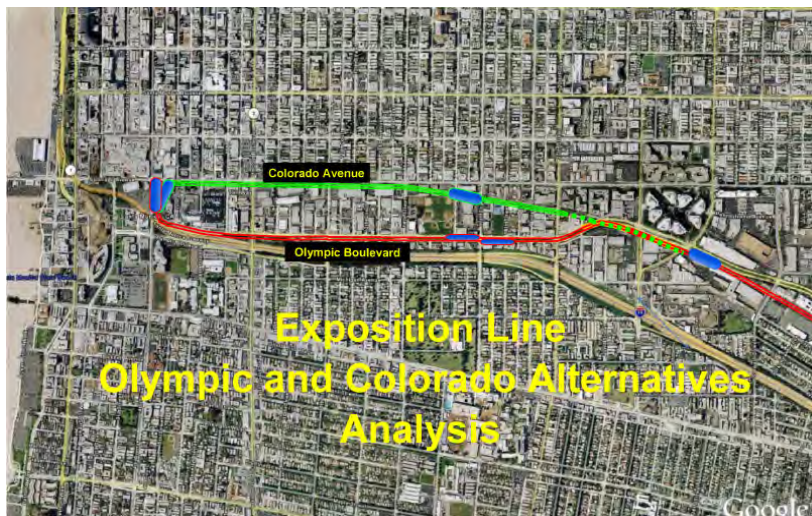 Colorado Avenue
Olympic Boulevard
Exposition Line
Olympic and Colorado Alternatives
Analysis
Google